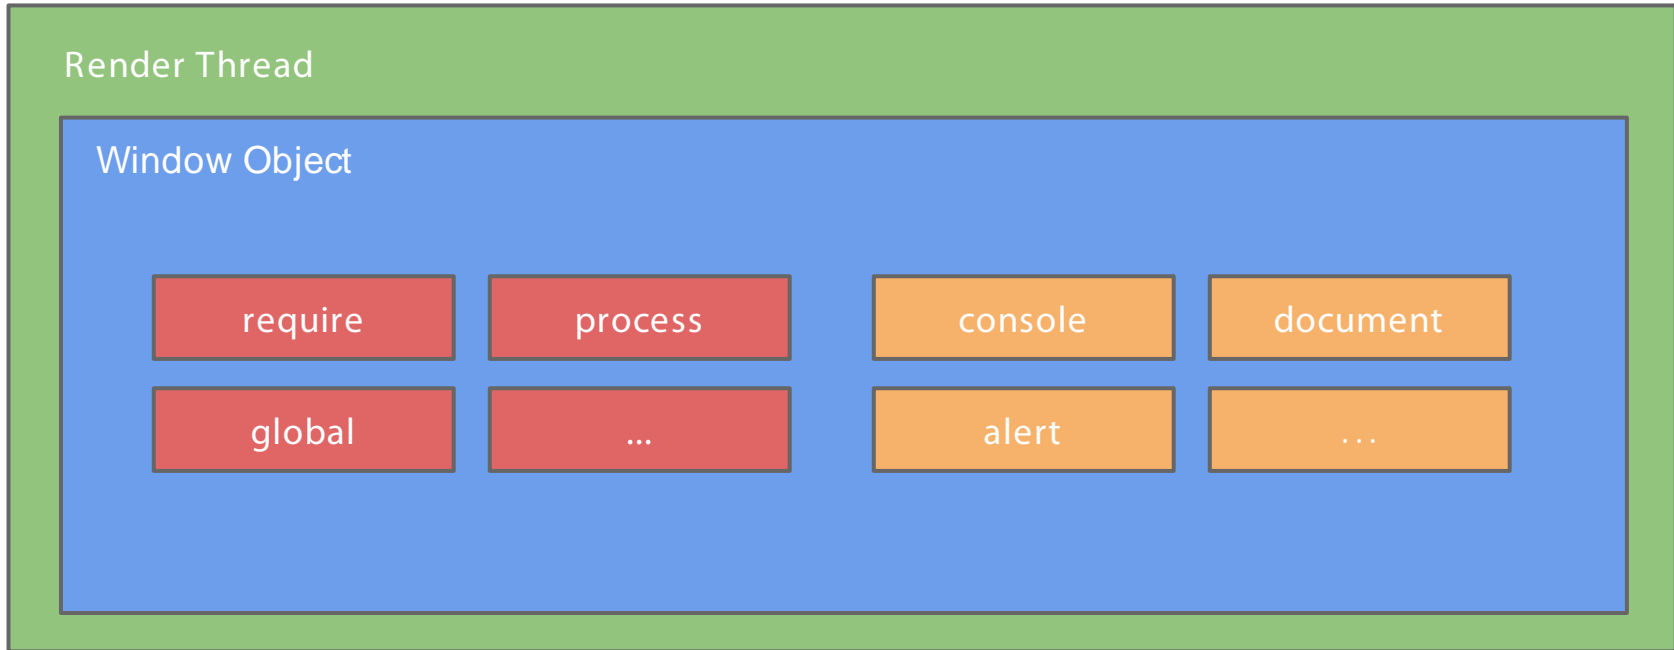 Render Thread
Window Object
require process console document
global ... alert ...